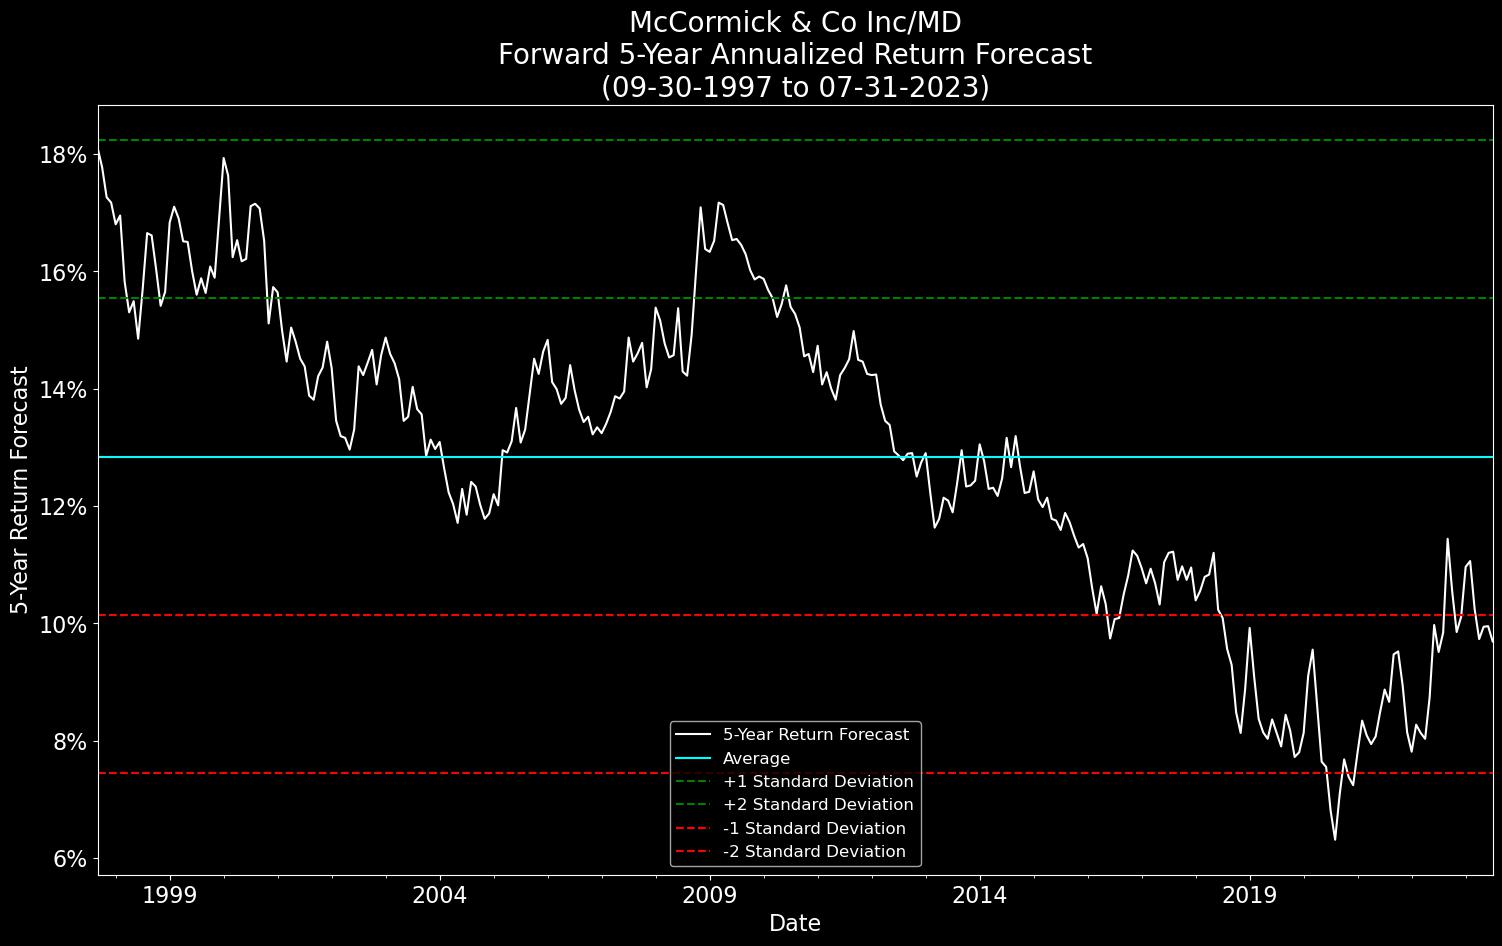 McCormick & Co Inc/MD
Forward 5-Year Annualized Return Forecast
(09-30-1997 to 07-31-2023)
5-Year Return Forecast
18%
16%
14%
12%
10%
8%
6%
5-Year Return Forecast
Average
+1 Standard Deviation
+2 Standard Deviation
-1 Standard Deviation
-2 Standard Deviation
1999 2004 2009 2014 2019
Date